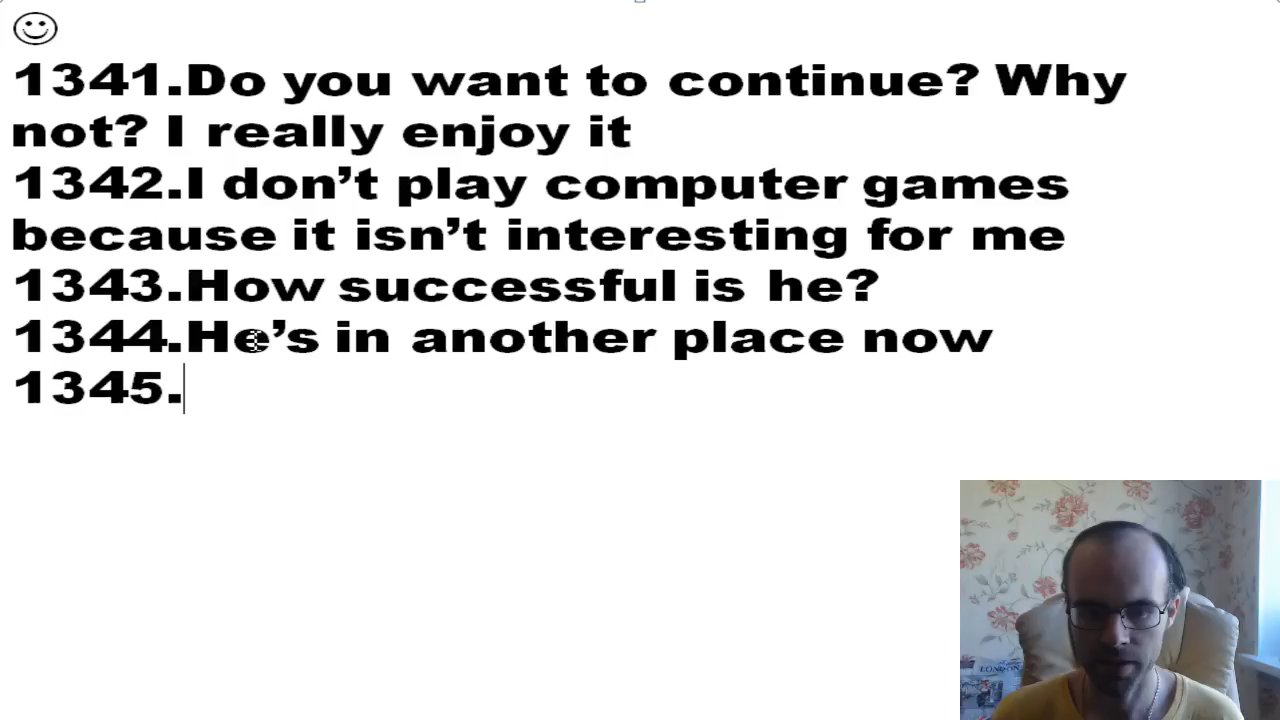 1341.Do you want to continue? Why
not? I really enjoy it
1342.I don’t play computer games
because it isn’t interesting for me
1343.How successful is he?
1344.He’s in another place now
1345.
LONDON